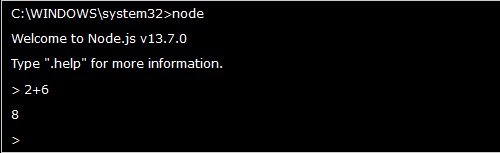 C:\WINDOWS\system32>node
Welcome to Node.js v13.7.0
Type ".help" for more information.
> 2+6
8
>